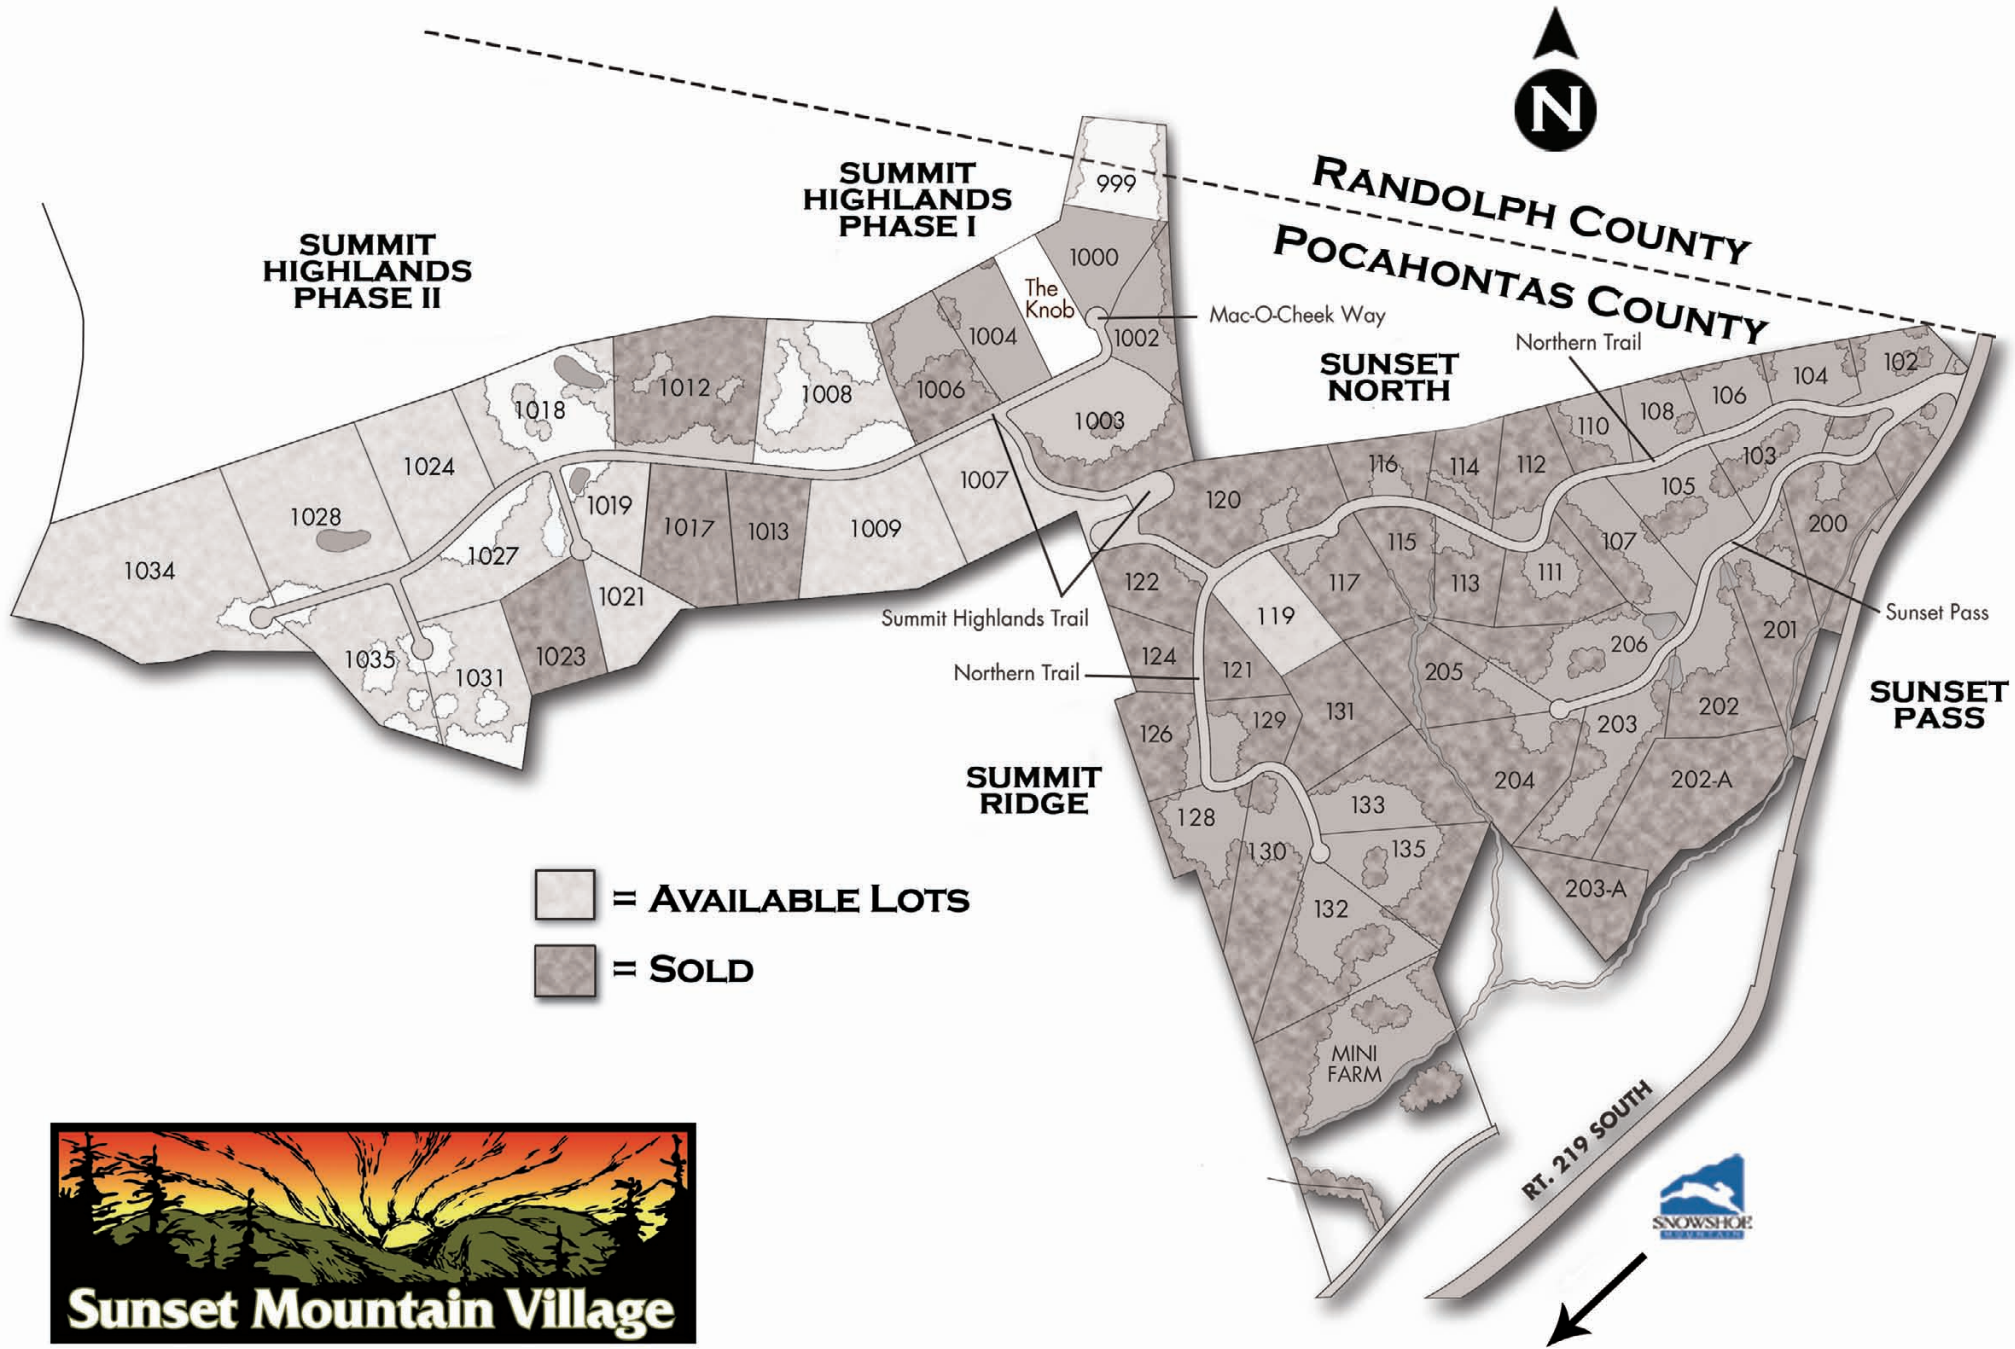 N
RANDOLPH COUNTY
POCAHONTAS COUNTY
SUMMIT
HIGHLANDS
PHASE I
SUMMIT
HIGHLANDS
PHASE II
999
1000
The
Knob
Mac-O-Cheek Way
1002
1004
1006
1003
Northern Trail
SUNSET
NORTH
102
104
106
108
110
112
114
116
120
103
105
107
111
113
115
117
119
200
1008
1012
1018
1024
1028
1034
1007
1009
1013
1017
1019
1027
1021
1023
1031
1035
Summit Highlands Trail
Northern Trail
122
124
121
126
129
131
Sunset Pass
201
206
205
202
203
SUNSET
PASS
204
202-A
203-A
SUMMIT
RIDGE
128
130
133
135
132
MINI
FARM
= AVAILABLE LOTS
= SOLD
RT. 219 SOUTH
SNOWSHOE
MOUNTAIN
Sunset Mountain Village